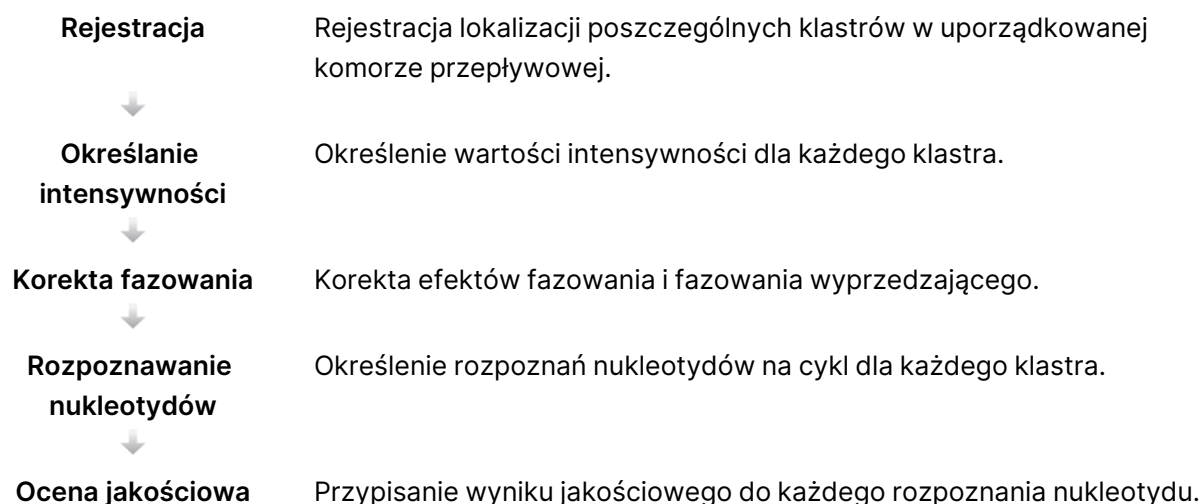 Rejestracja
Rejestracja lokalizacji poszczególnych klastrów w uporządkowanej
komorze przepływowej.
Określanie
intensywności
Określenie wartości intensywności dla każdego klastra.
Korekta fazowania
Korekta efektów fazowania i fazowania wyprzedzającego.
Rozpoznawanie
nukleotydów
Określenie rozpoznań nukleotydów na cykl dla każdego klastra.
Ocena jakościowa
Przypisanie wyniku jakościowego do każdego rozpoznania nukleotydu.